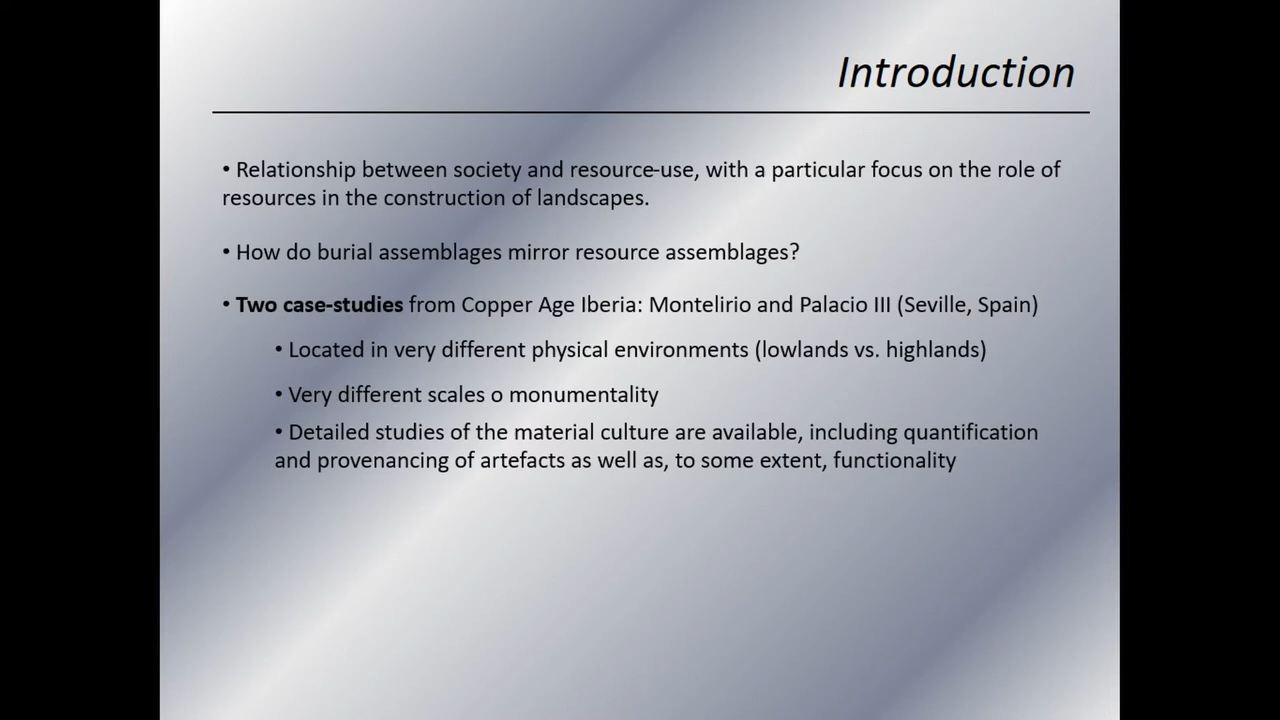 Introduction
• Relationship between society and resource-use, with a particular focus on the role of
resources in the construction of landscapes.
• How do burial assemblages mirror resource assemblages?
• Two case-studies from Copper Age Iberia: Montelirio and Palacio III (Seville, Spain)
• Located in very different physical environments (lowlands vs. highlands)
• Very different scales o monumentality
• Detailed studies of the material culture are available, including quantification
and provenancing of artefacts as well as, to some extent, functionality